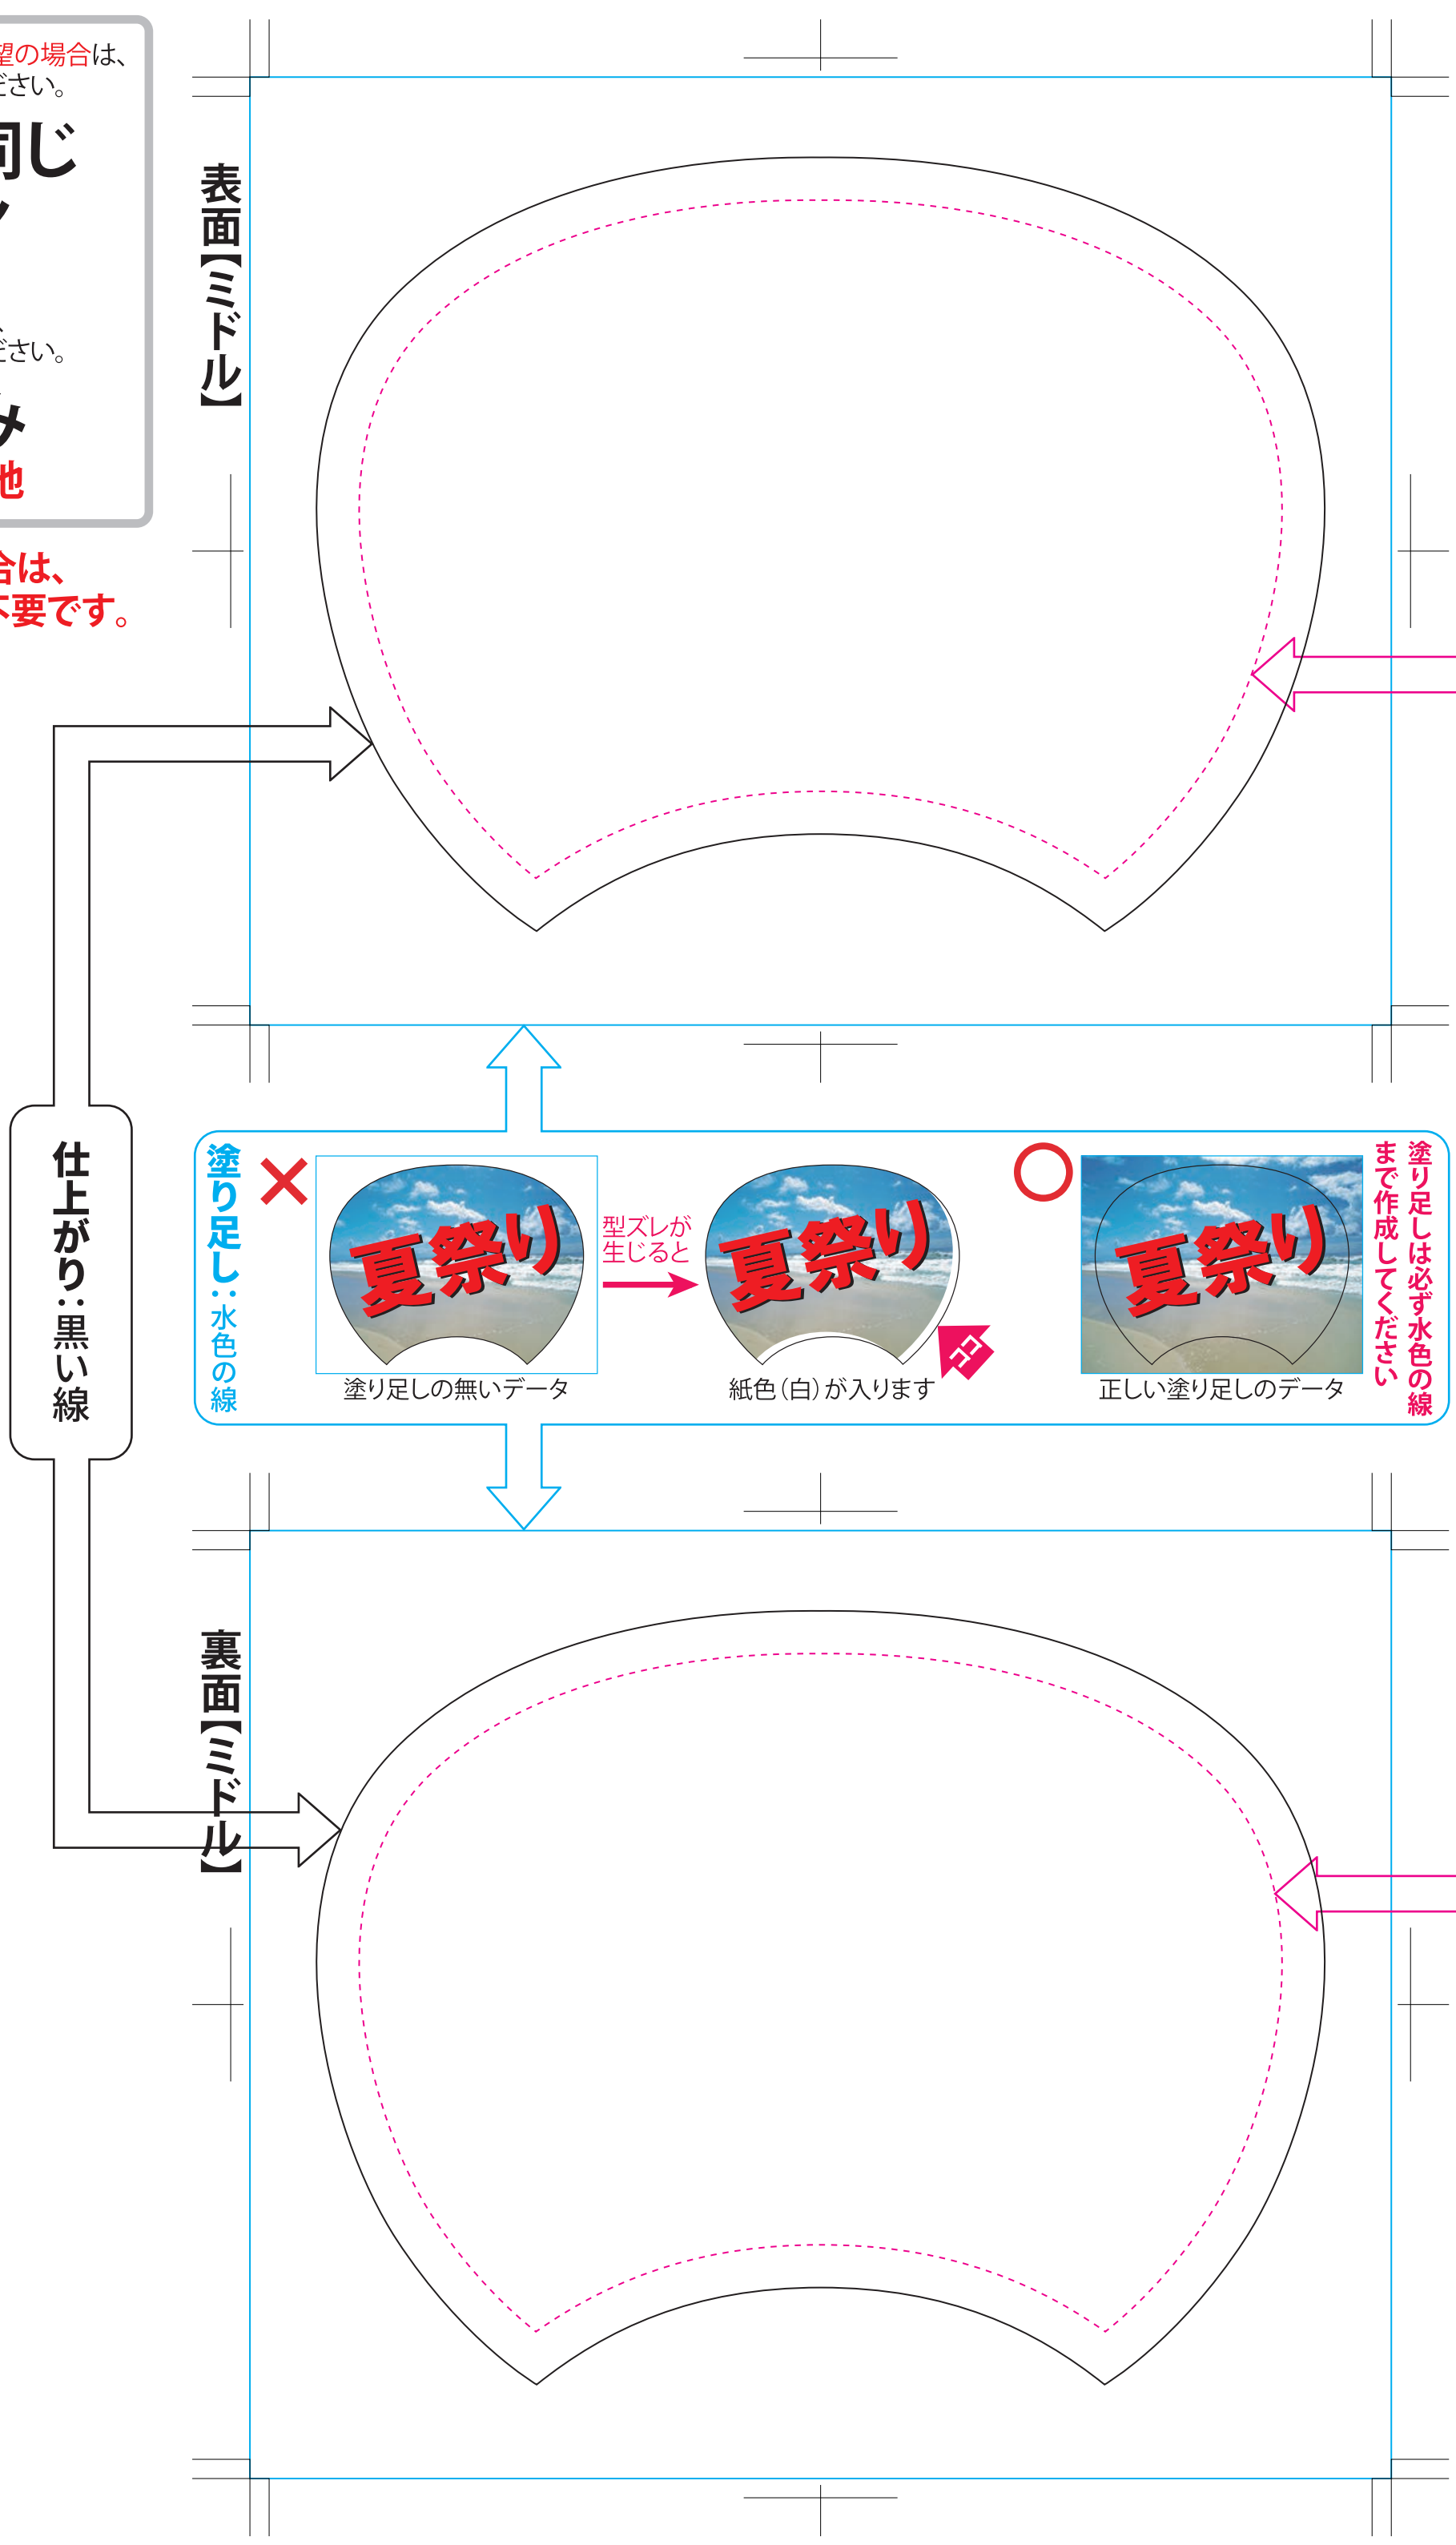 望の場合は、
ださい。
同じ
ださい。
み
地
合は、
不要です。
表面【ミドル】
仕上がり：黒い線
塗り足し：水色の線
夏祭り
塗り足しの無いデータ
型ズレが
生じると
夏祭り
白
紙色（白）が入ります
夏祭り
正しい塗り足しのデータ
塗り足しは必ず水色の線
まで作成してください
裏面【ミドル】